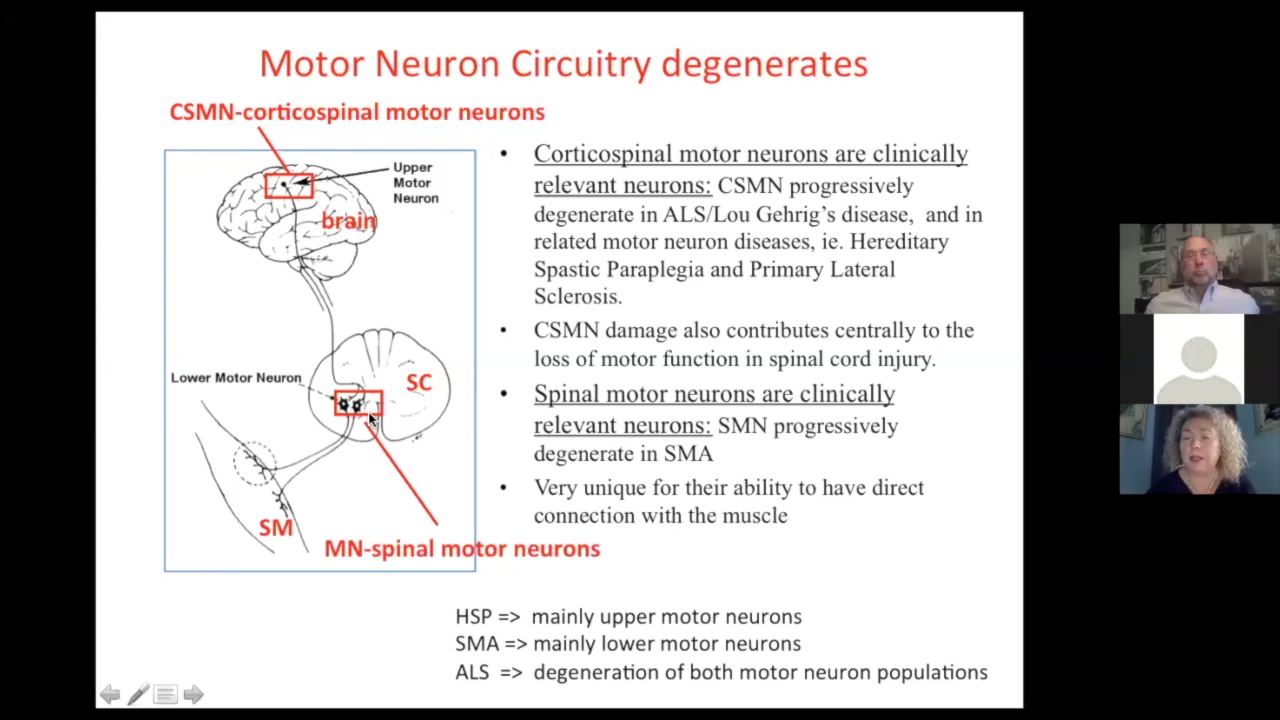 Motor Neuron Circuitry degenerates
CSMN-corticospinal motor neurons
Upper
Motor
Neuron
brain
Lower Motor Neuron
SC
SM
MN-spinal motor neurons
• Corticospinal motor neurons are clinically
relevant neurons: CSMN progressively
degenerate in ALS/Lou Gehrig's disease, and in
related motor neuron diseases, ie. Hereditary
Spastic Paraplegia and Primary Lateral
Sclerosis.
• CSMN damage also contributes centrally to the
loss of motor function in spinal cord injury.
• Spinal motor neurons are clinically
relevant neurons: SMN progressively
degenerate in SMA
• Very unique for their ability to have direct
connection with the muscle
HSP => mainly upper motor neurons
SMA => mainly lower motor neurons
ALS => degeneration of both motor neuron populations